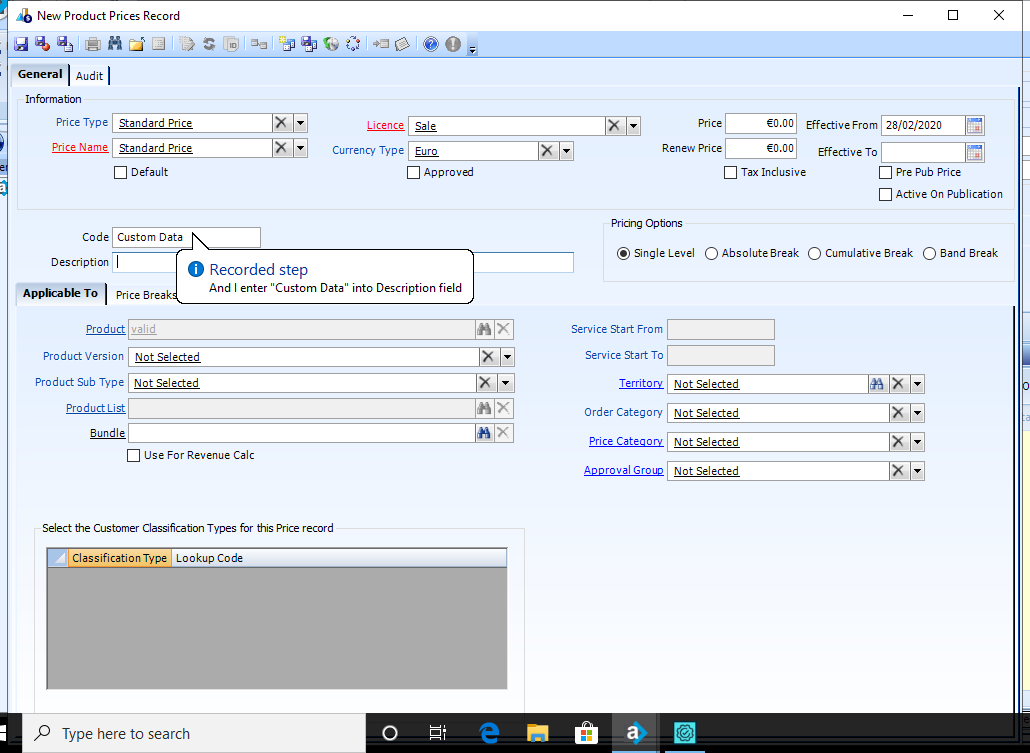 New Product Prices Record
General
Audit
Information
Price Type
Standard Price
Licence
Sale
Price
€0.00
Effective From
28/02/2020
Price Name
Standard Price
Currency Type
Euro
Renew Price
€0.00
Effective To
Default
Approved
Tax Inclusive
Pre Pub Price
Active On Publication
Code
Custom Data
Description
Pricing Options
Single Level
Absolute Break
Cumulative Break
Band Break
Recorded step
And I enter "Custom Data" into Description field
Applicable To
Price Breaks
Product
valid
Product Version
Not Selected
Product Sub Type
Not Selected
Product List
Bundle
Use For Revenue Calc
Service Start From
Service Start To
Territory
Not Selected
Order Category
Not Selected
Price Category
Not Selected
Approval Group
Not Selected
Select the Customer Classification Types for this Price record
Classification Type
Lookup Code
Type here to search